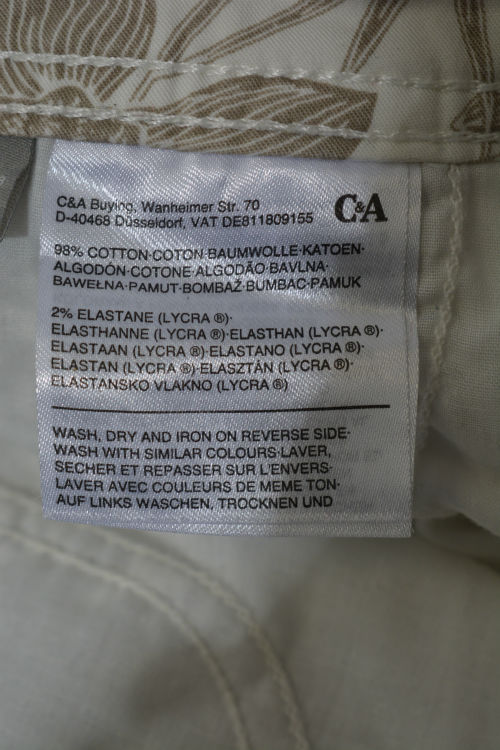 C&A Buying, Wanheimer Str. 70
D-40468 Düsseldorf, VAT DE811809155
C&A
98% COTTON·COTON·BAUMWOLLE·KATOEN·
ALGODÓN·COTONE·ALGODÃO·BAVLNA·
BAWEŁNA·PAMUT·BOMBAŽ·BUMBAC·PAMUK
2% ELASTANE (LYCRA ®)·
ELASTHANNE (LYCRA ®)·ELASTHAN (LYCRA ®)·
ELASTAAN (LYCRA ®)·ELASTANO (LYCRA ®)·
ELASTAN (LYCRA ®)·ELASZTÁN (LYCRA ®)·
ELASTANSKO VLAKNO (LYCRA ®)
WASH, DRY AND IRON ON REVERSE SIDE·
WASH WITH SIMILAR COLOURS·LAVER,
SECHER ET REPASSER SUR L'ENVERS·
LAVER AVEC COULEURS DE MEME TON·
AUF LINKS WASCHEN, TROCKNEN UND